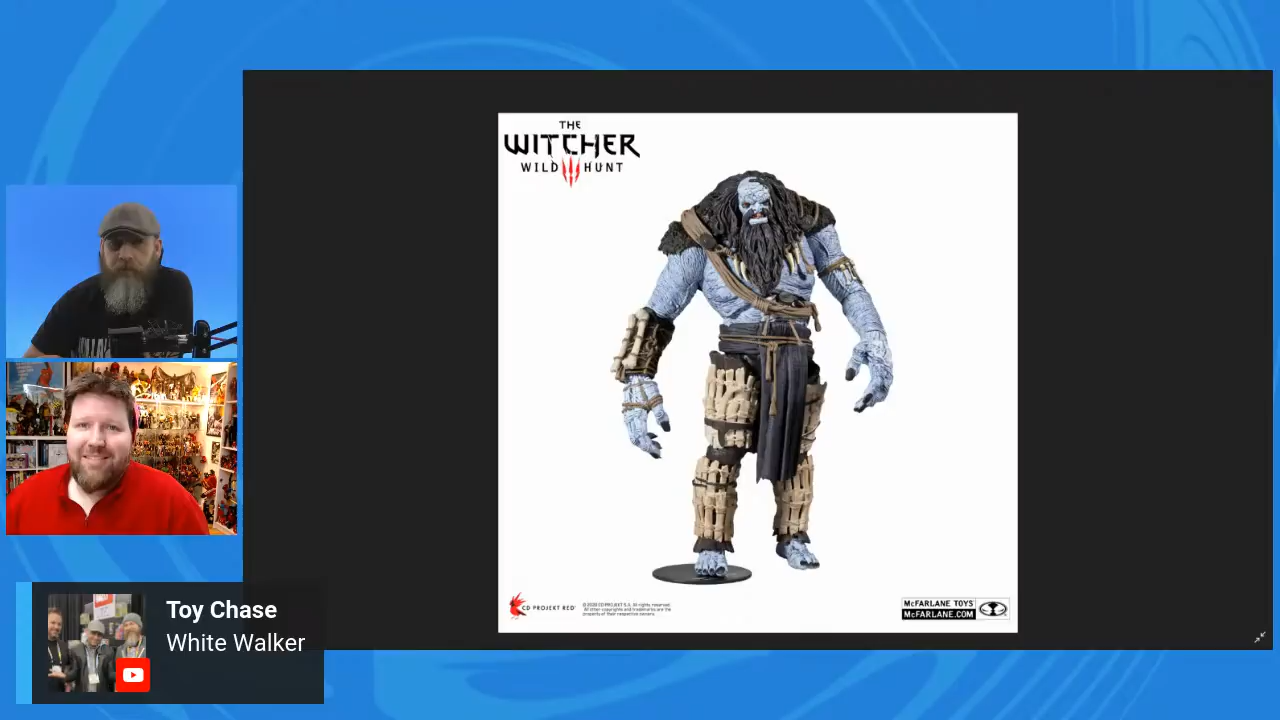 THE
WITCHER
WILD HUNT
CD PROJEKT RED
McFARLANE TOYS
McFARLANE.COM
Toy Chase
White Walker